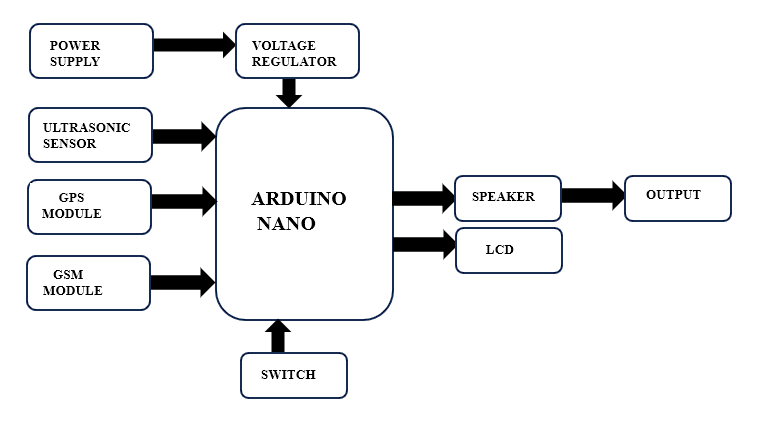 POWER
SUPPLY
VOLTAGE
REGULATOR
ULTRASONIC
SENSOR
GPS
MODULE
GSM
MODULE
ARDUINO
NANO
SPEAKER
OUTPUT
LCD
SWITCH